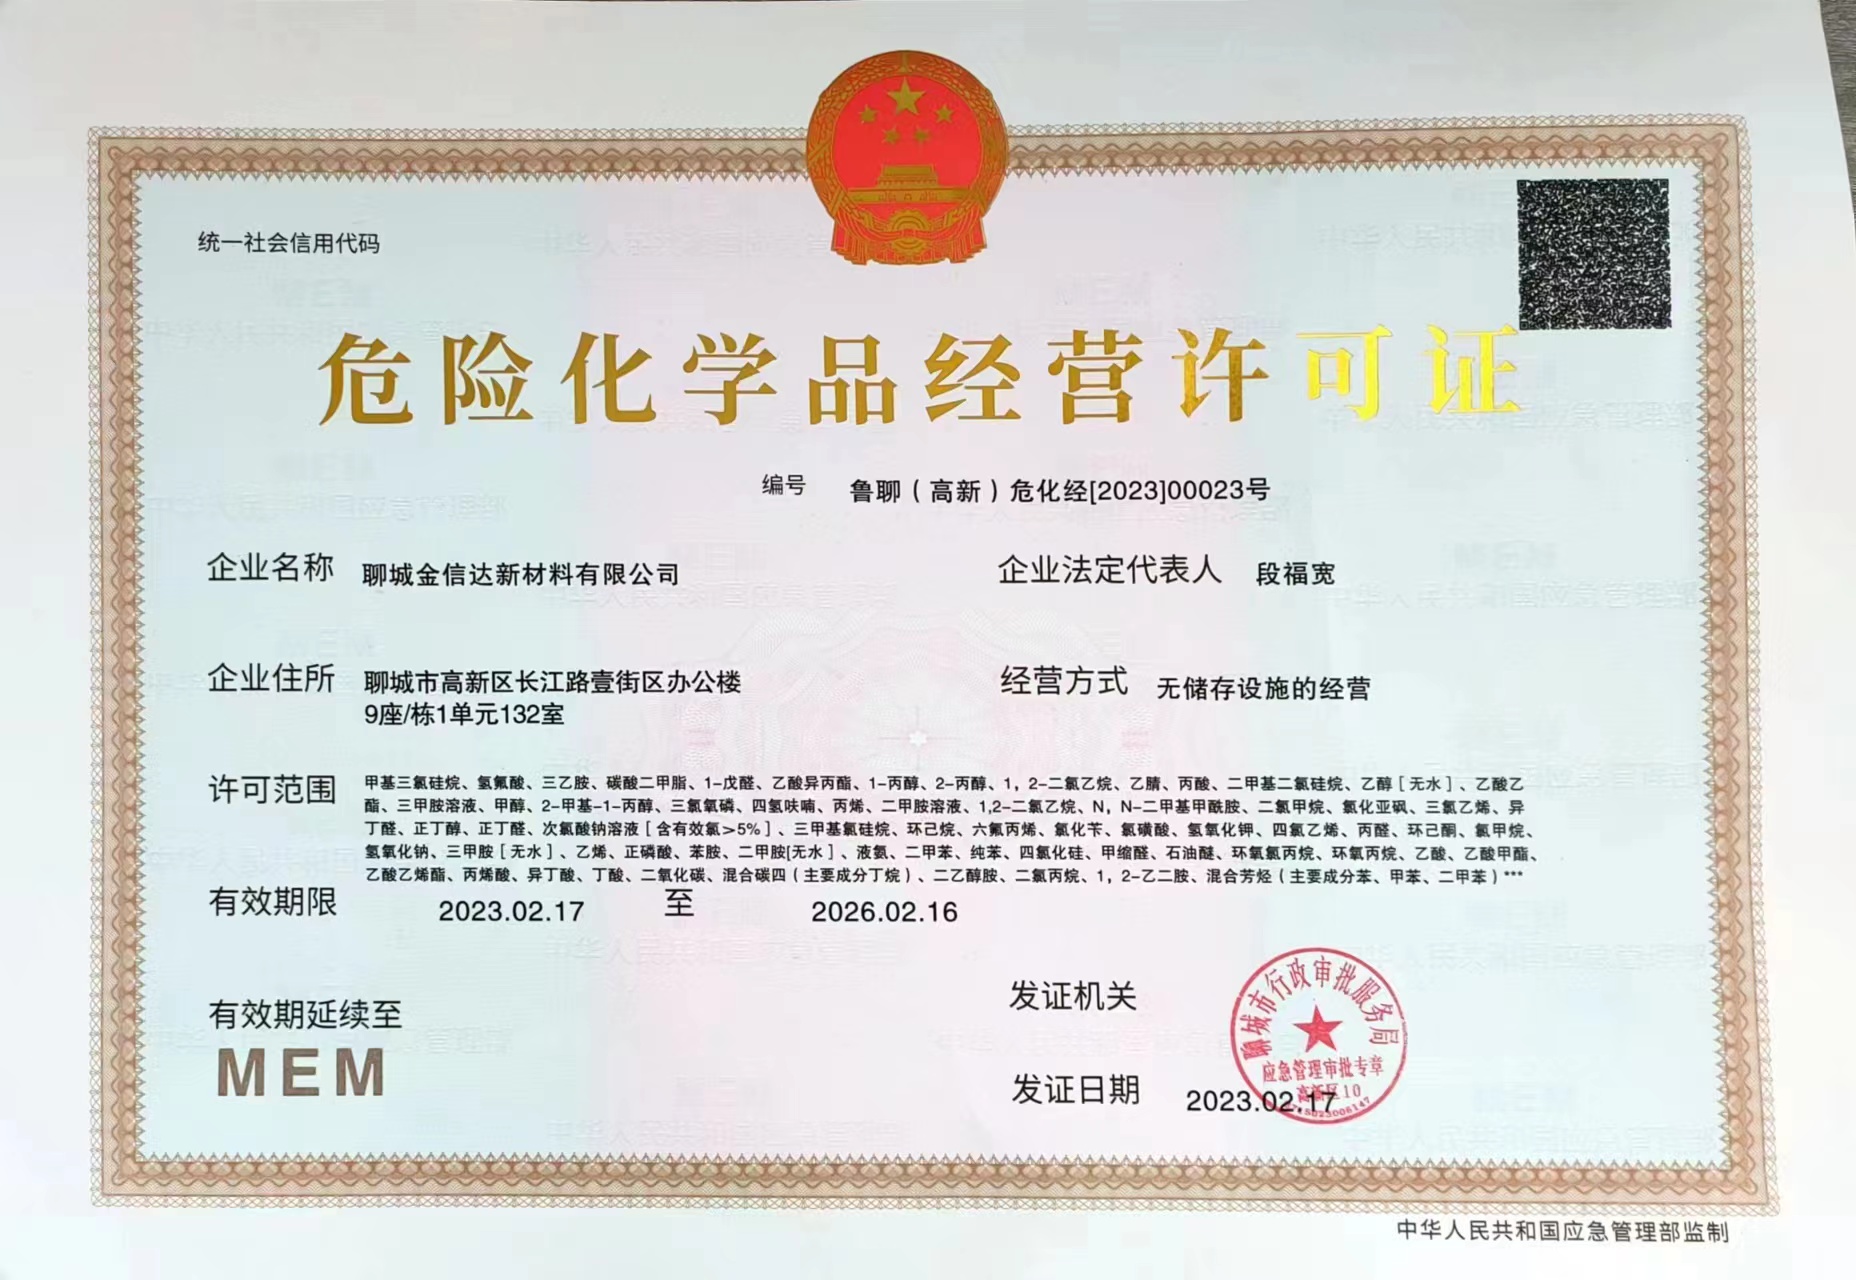 统一社会信用代码
危险化学品经营许可证
编号 鲁聊（高新）危化经[2023]00023号
企业名称 聊城金信达新材料有限公司
企业法定代表人 段福宽
企业住所 聊城市高新区长江路壹街区办公楼
9座/栋1单元132室
经营方式 无储存设施的经营
许可范围 甲基三氯硅烷、氢氟酸、三乙胺、碳酸二甲脂、1-戊醛、乙酸异丙酯、1-丙醇、2-丙醇、1，2-二氯乙烷、乙腈、丙酸、二甲基二氯硅烷、乙醇［无水］、乙酸乙
酯、三甲胺溶液、甲醇、2-甲基-1-丙醇、三氯氧磷、四氢呋喃、丙烯、二甲胺溶液、1,2-二氯乙烷、N，N-二甲基甲酰胺、二氯甲烷、氯化亚砜、三氯乙烯、异
丁醛、正丁醇、正丁醛、次氯酸钠溶液［含有效氯>5%］、三甲基氯硅烷、环己烷、六氟丙烯、氯化苄、氯磺酸、氢氧化钾、四氯乙烯、丙醛、环己酮、氯甲烷、
氢氧化钠、三甲胺［无水］、乙烯、正磷酸、苯胺、二甲胺[无水］、液氨、二甲苯、纯苯、四氯化硅、甲缩醛、石油醚、环氧氯丙烷、环氧丙烷、乙酸、乙酸甲酯、
乙酸乙烯酯、丙烯酸、异丁酸、丁酸、二氧化碳、混合碳四（主要成分丁烷）、二乙醇胺、二氯丙烷、1，2-乙二胺、混合芳烃（主要成分苯、甲苯、二甲苯）***
有效期限 2023.02.17 至 2026.02.16
发证机关
聊城市行政审批服务局
应急管理审批专章
高新区10
有效期延续至
MEM
发证日期 2023.02.17
中华人民共和国应急管理部监制